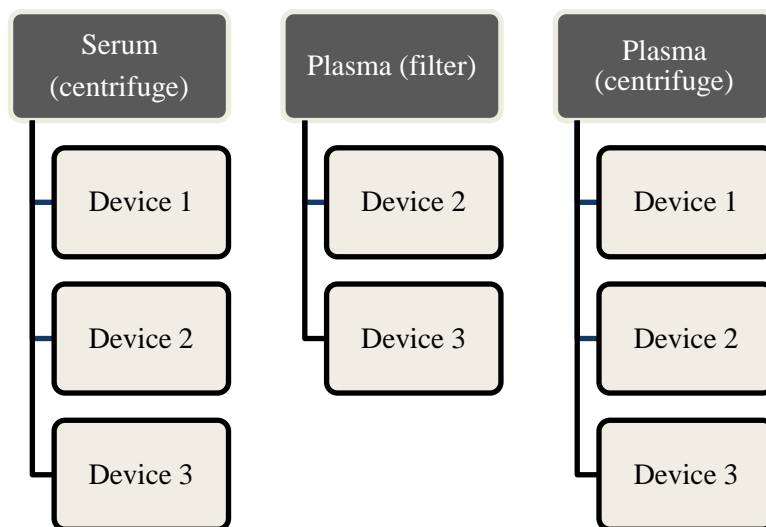 Serum
(centrifuge)
Device 1
Device 2
Device 3
Plasma (filter)
Device 2
Device 3
Plasma
(centrifuge)
Device 1
Device 2
Device 3